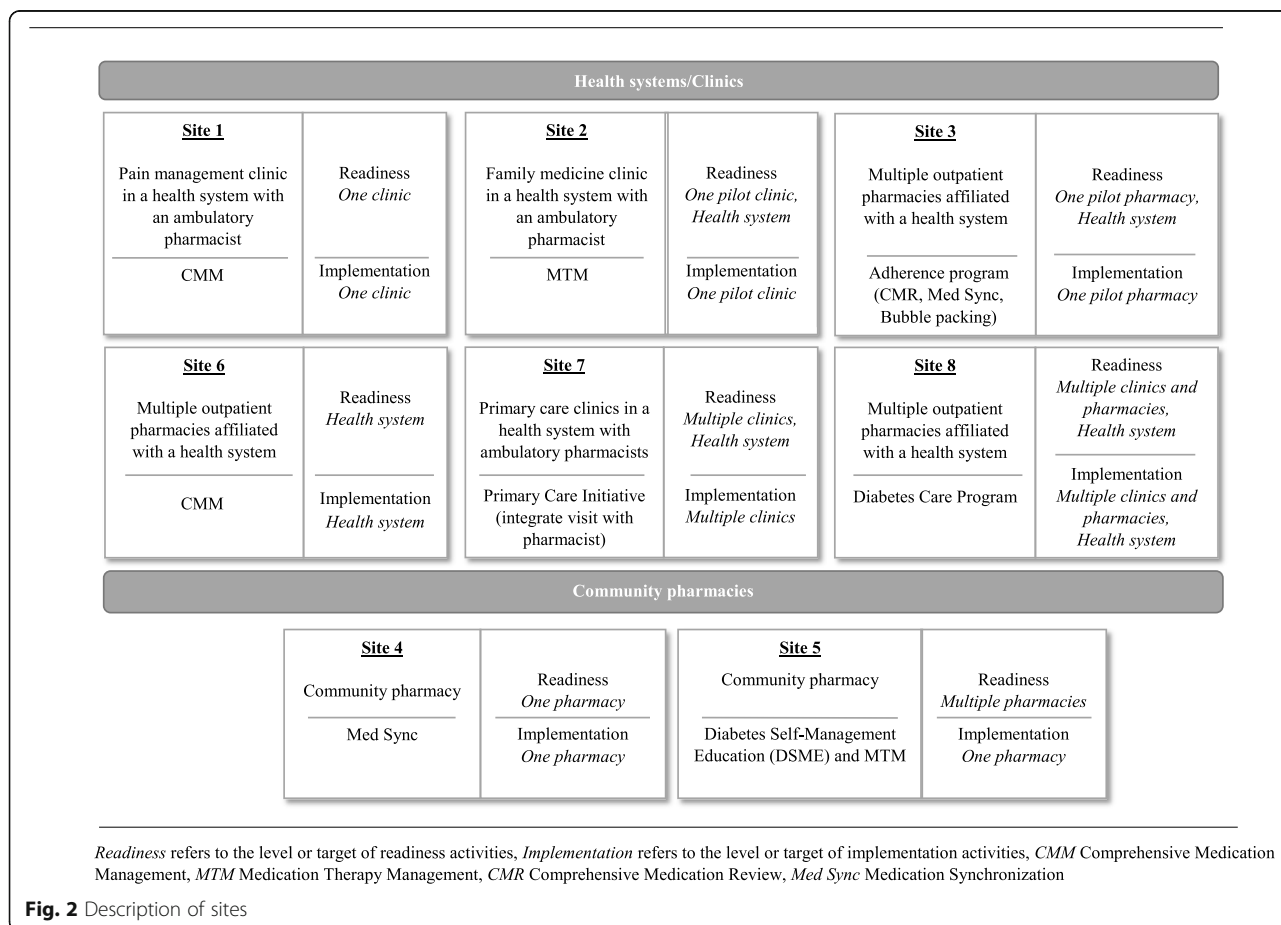 Health systems/Clinics
Site 1
Pain management clinic
in a health system with
an ambulatory
pharmacist
CMM
Readiness
One clinic
Implementation
One clinic
Site 2
Family medicine clinic
in a health system with
an ambulatory
pharmacist
MTM
Readiness
One pilot clinic,
Health system
Implementation
One pilot clinic
Site 3
Multiple outpatient
pharmacies affiliated
with a health system
Adherence program
(CMR, Med Sync,
Bubble packing)
Readiness
One pilot pharmacy,
Health system
Implementation
One pilot pharmacy
Site 6
Multiple outpatient
pharmacies affiliated
with a health system
CMM
Readiness
Health system
Implementation
Health system
Site 7
Primary care clinics in a
health system with
ambulatory pharmacists
Primary Care Initiative
(integrate visit with
pharmacist)
Readiness
Multiple clinics,
Health system
Implementation
Multiple clinics
Site 8
Multiple outpatient
pharmacies affiliated
with a health system
Diabetes Care Program
Readiness
Multiple clinics and
pharmacies,
Health system
Implementation
Multiple clinics and
pharmacies,
Health system
Community pharmacies
Site 4
Community pharmacy
Med Sync
Readiness
One pharmacy
Implementation
One pharmacy
Site 5
Community pharmacy
Diabetes Self-Management
Education (DSME) and MTM
Readiness
Multiple pharmacies
Implementation
One pharmacy
Readiness refers to the level or target of readiness activities, Implementation refers to the level or target of implementation activities, CMM Comprehensive Medication
Management, MTM Medication Therapy Management, CMR Comprehensive Medication Review, Med Sync Medication Synchronization
Fig. 2 Description of sites